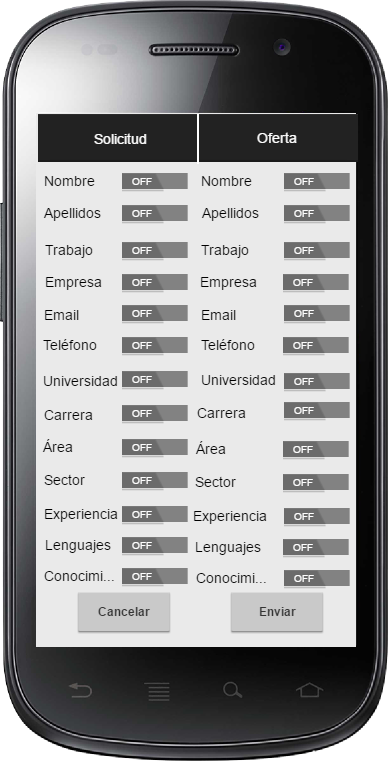 Solicitud Oferta
Nombre OFF Nombre OFF
Apellidos OFF Apellidos OFF
Trabajo OFF Trabajo OFF
Empresa OFF Empresa OFF
Email OFF Email OFF
Teléfono OFF Teléfono OFF
Universidad OFF Universidad OFF
Carrera OFF Carrera OFF
Área OFF Área OFF
Sector OFF Sector OFF
Experiencia OFF Experiencia OFF
Lenguajes OFF Lenguajes OFF
Conocimi... OFF Conocimi... OFF
Cancelar Enviar